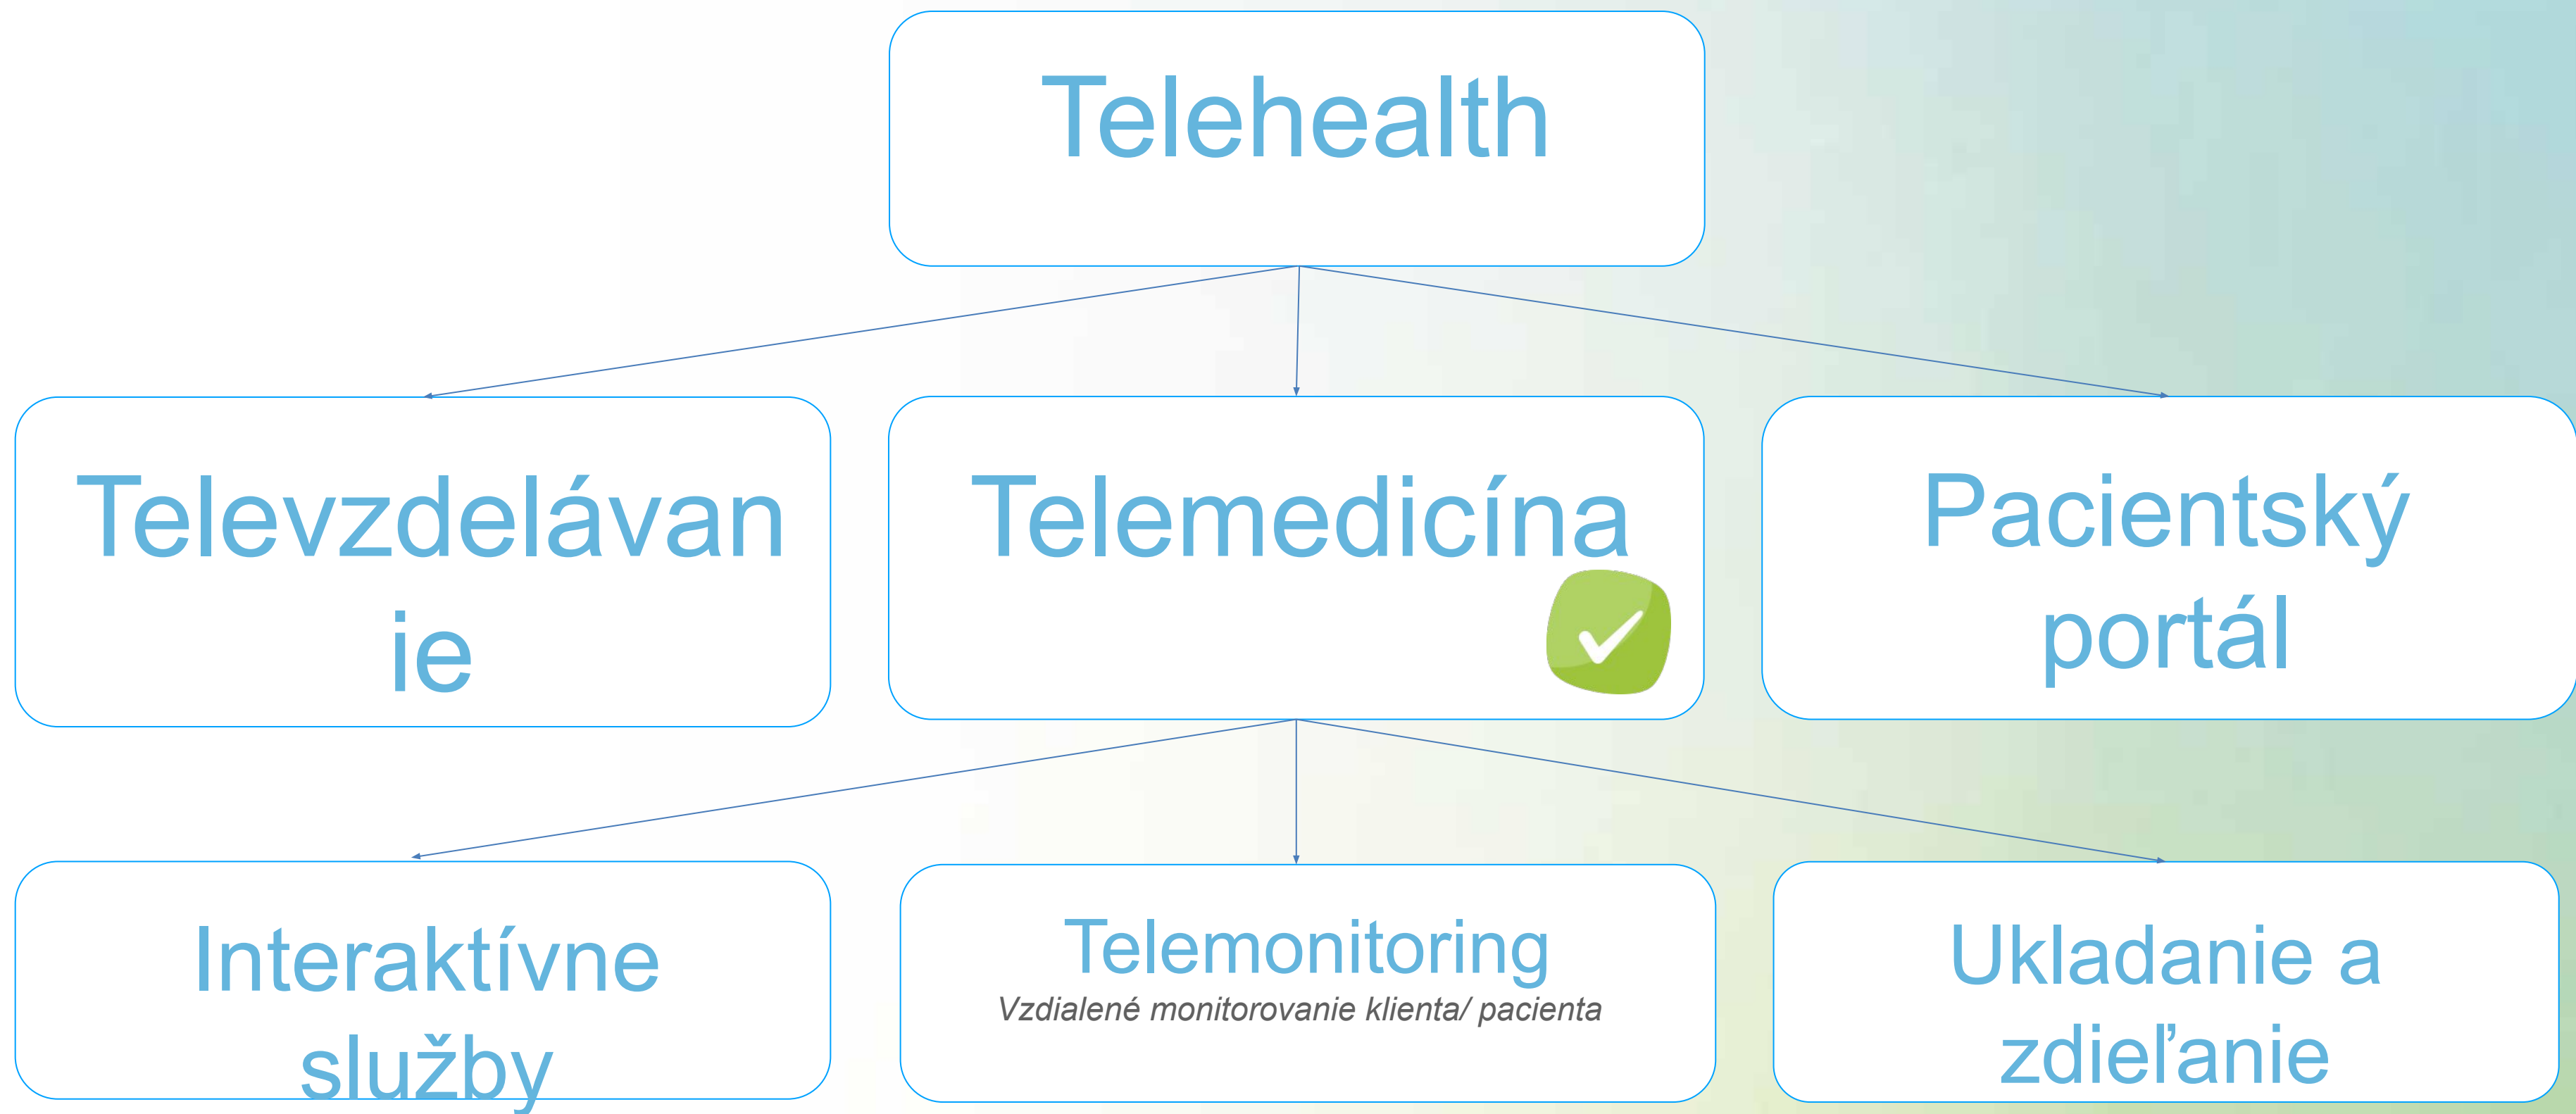 Telehealth
Televzdelávan
ie
Telemedicína
Pacientský
portál
Interaktívne
služby
Telemonitoring
Vzdialené monitorovanie klienta/ pacienta
Ukladanie a
zdieľanie